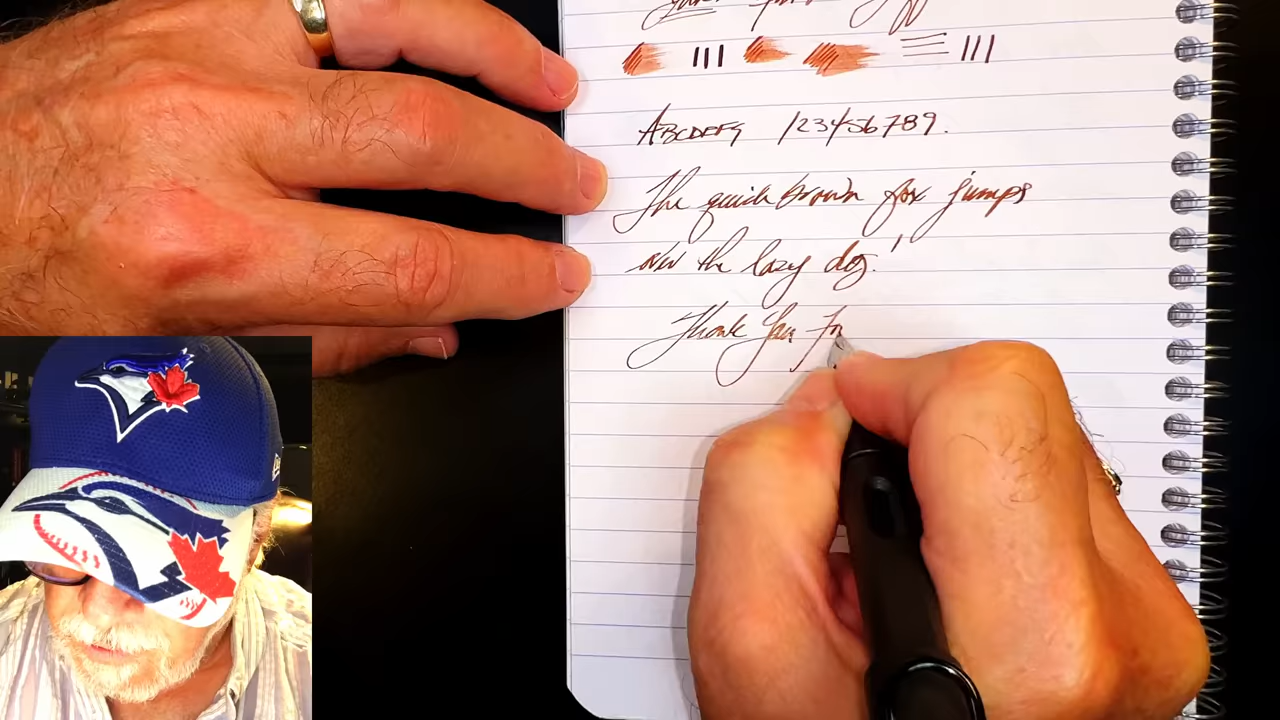 ABCDEFG 123456789.
The quick brown fox jumps
over the lazy dog.'
Thank You For